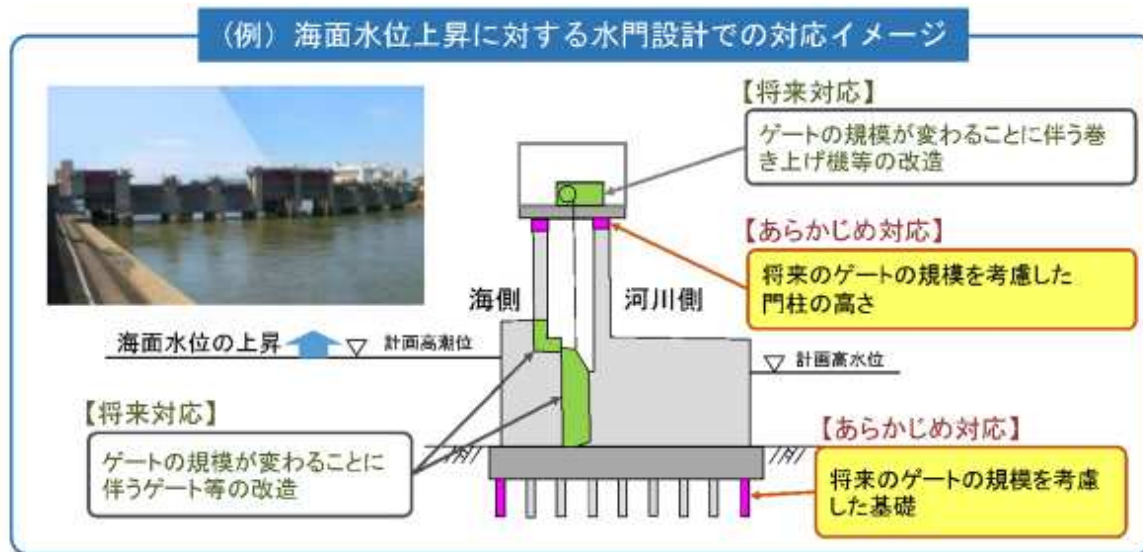 （例）海面水位上昇に対する水門設計での対応イメージ
【将来対応】
ゲートの規模が変わることに伴う巻
き上げ機等の改造
【あらかじめ対応】
将来のゲートの規模を考慮した
門柱の高さ
海側
河川側
海面水位の上昇
計画高潮位
計画高水位
【将来対応】
ゲートの規模が変わることに
伴うゲート等の改造
【あらかじめ対応】
将来のゲートの規模を考慮
した基礎